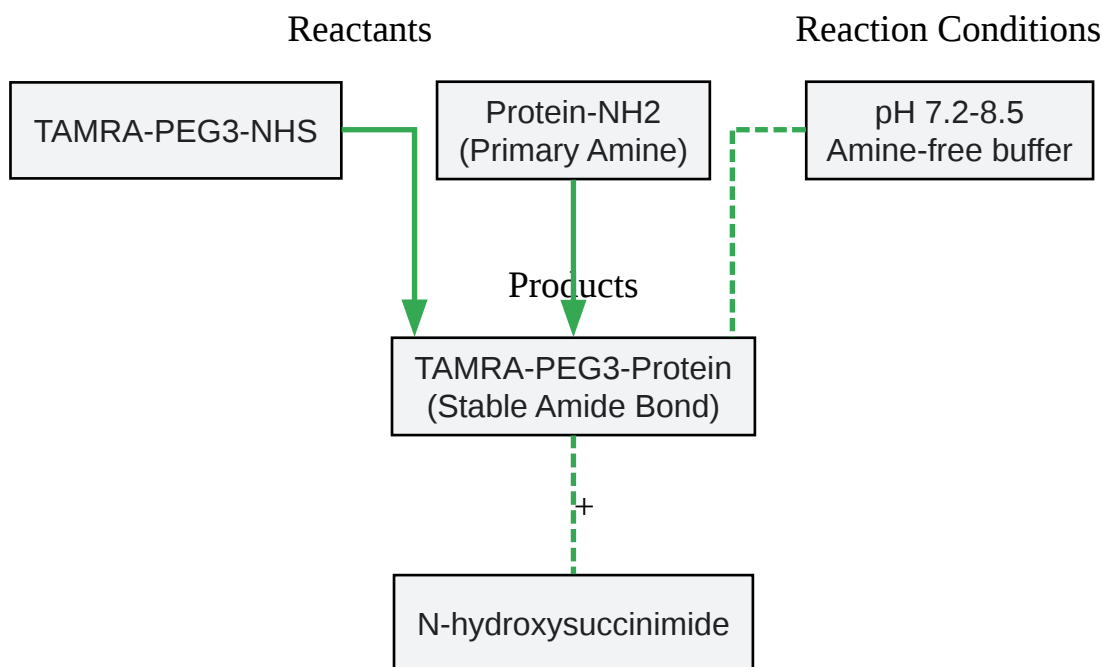 Reactants
Reaction Conditions
TAMRA-PEG3-NHS
Protein-NH2
(Primary Amine)
pH 7.2-8.5
Amine-free buffer
Products
TAMRA-PEG3-Protein
(Stable Amide Bond)
+
N-hydroxysuccinimide